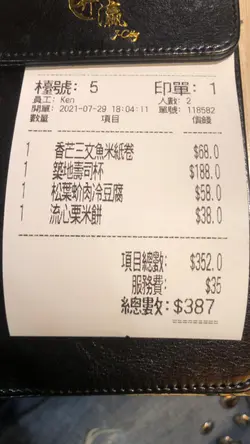 J-City
枱號: 5 印單: 1
員工: Ken 人數: 2
開單: 2021-07-29 18:04:11 單號: 118582
數量 項目 價錢
1 香芒三文魚米紙卷 $68.0
1 築地壽司杯 $188.0
1 松葉蚧肉冷豆腐 $58.0
1 流心粟米餅 $38.0
項目總數: $352.0
服務費: $35
總數: $387